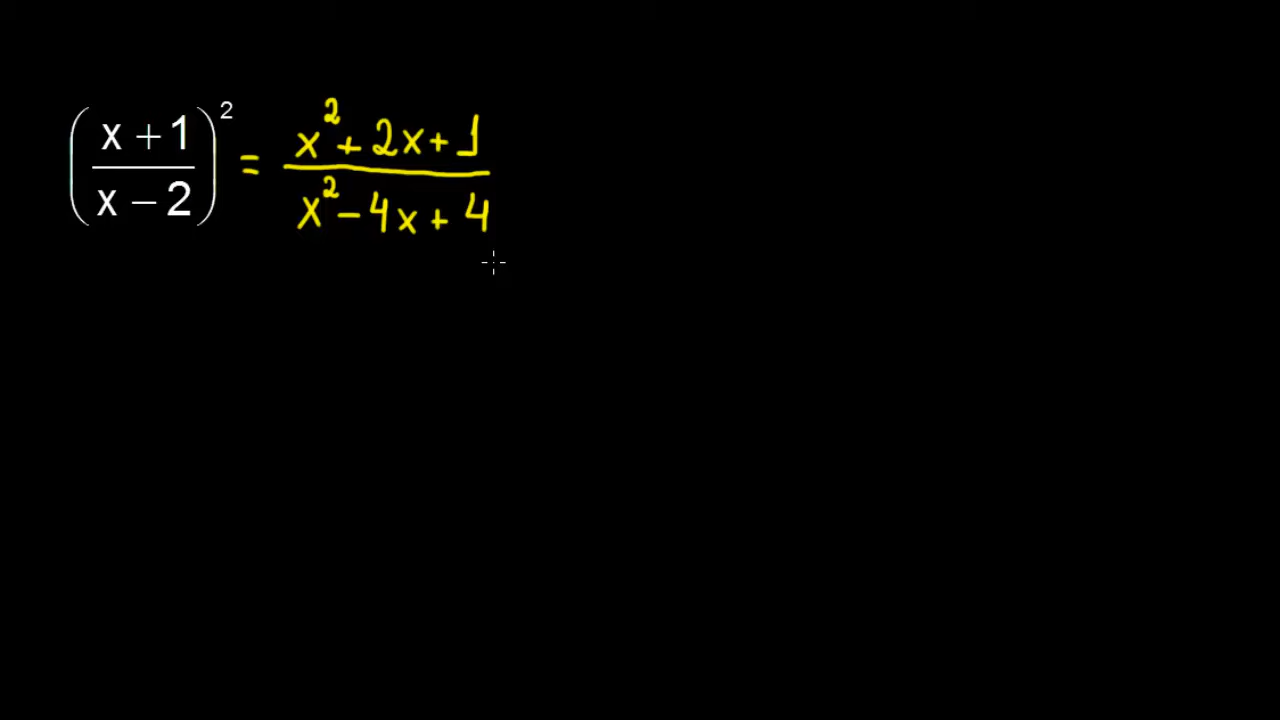 (x + 1 / x − 2)² = x² + 2x + 1 / x² − 4x + 4